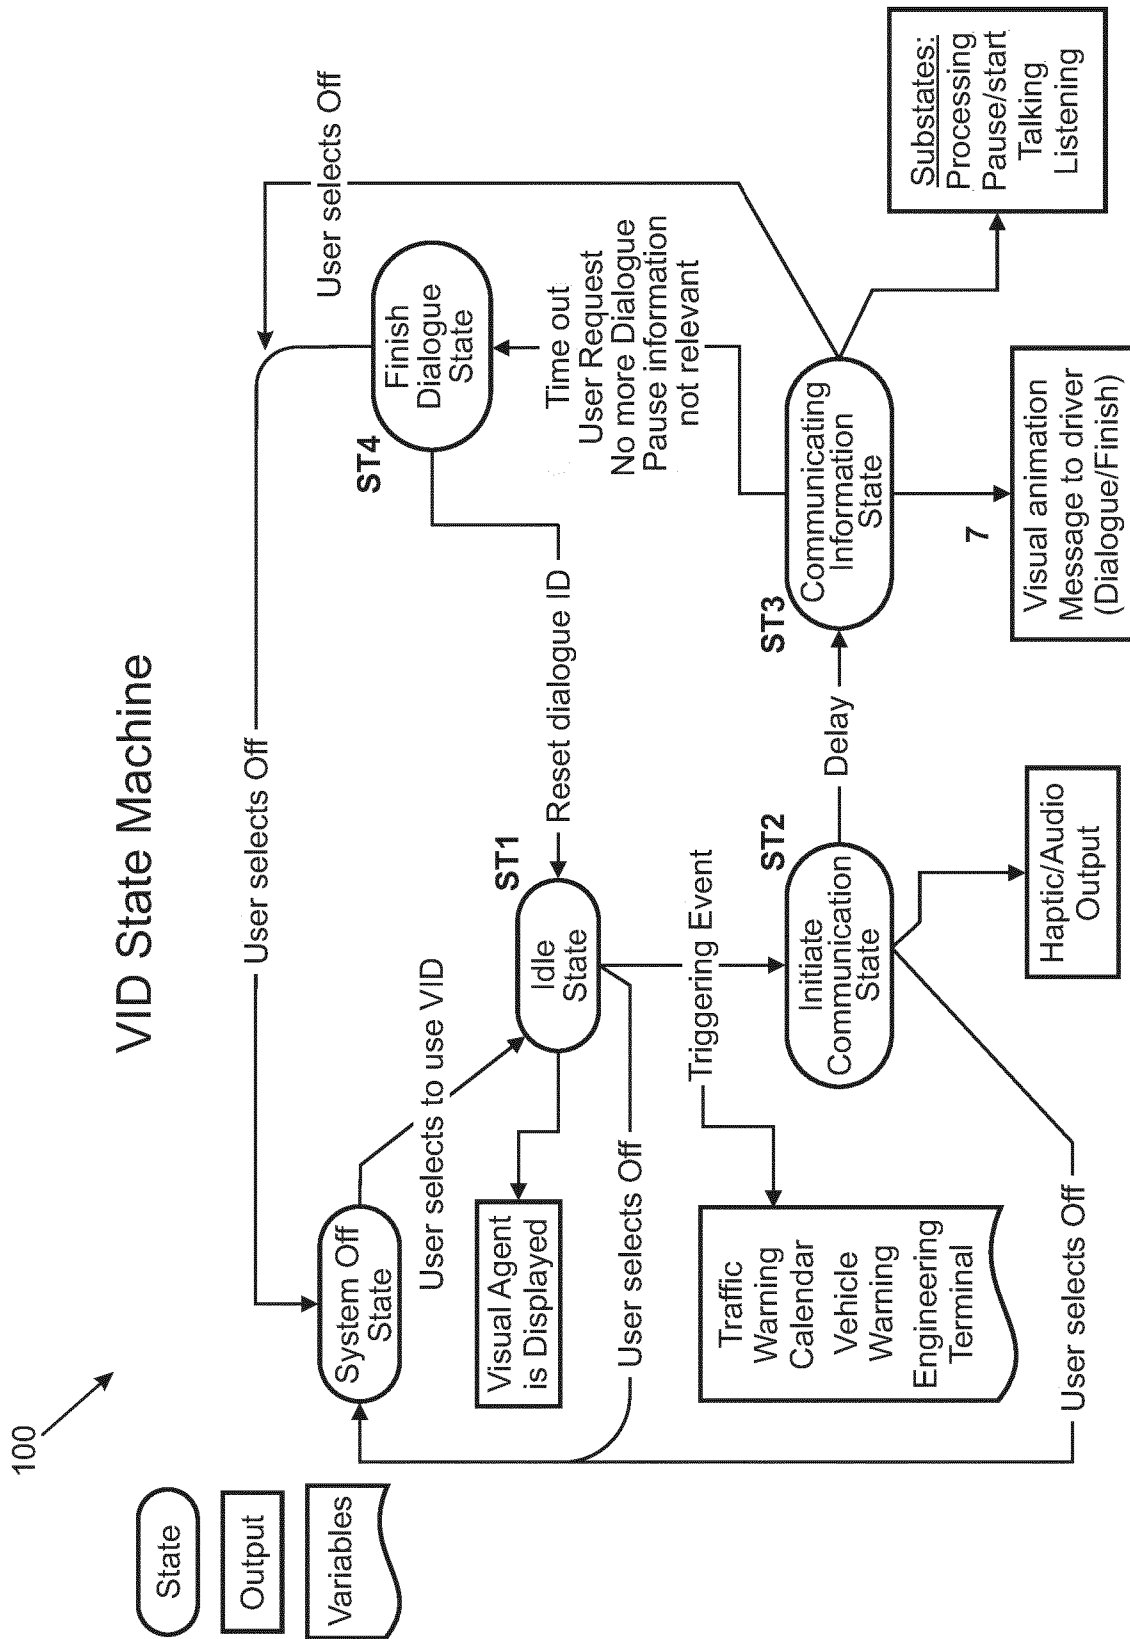 100
VID State Machine
State
Output
Variables
User selects Off
User selects Off
System Off
State
User selects to use VID
Finish
Dialogue
State
ST4
ST1
Idle
State
Reset dialogue ID
Visual Agent
is Displayed
User selects Off
Triggering Event
Time out
User Request
No more Dialogue
Pause information
not relevant
Traffic
Warning
Calendar
Vehicle
Warning
Engineering
Terminal
ST2
Initiate
Communication
State
Delay
ST3
Communicating
Information
State
User selects Off
Haptic/Audio
Output
7
Visual animation
Message to driver
(Dialogue/Finish)
Substates:
Processing
Pause/start
Talking
Listening